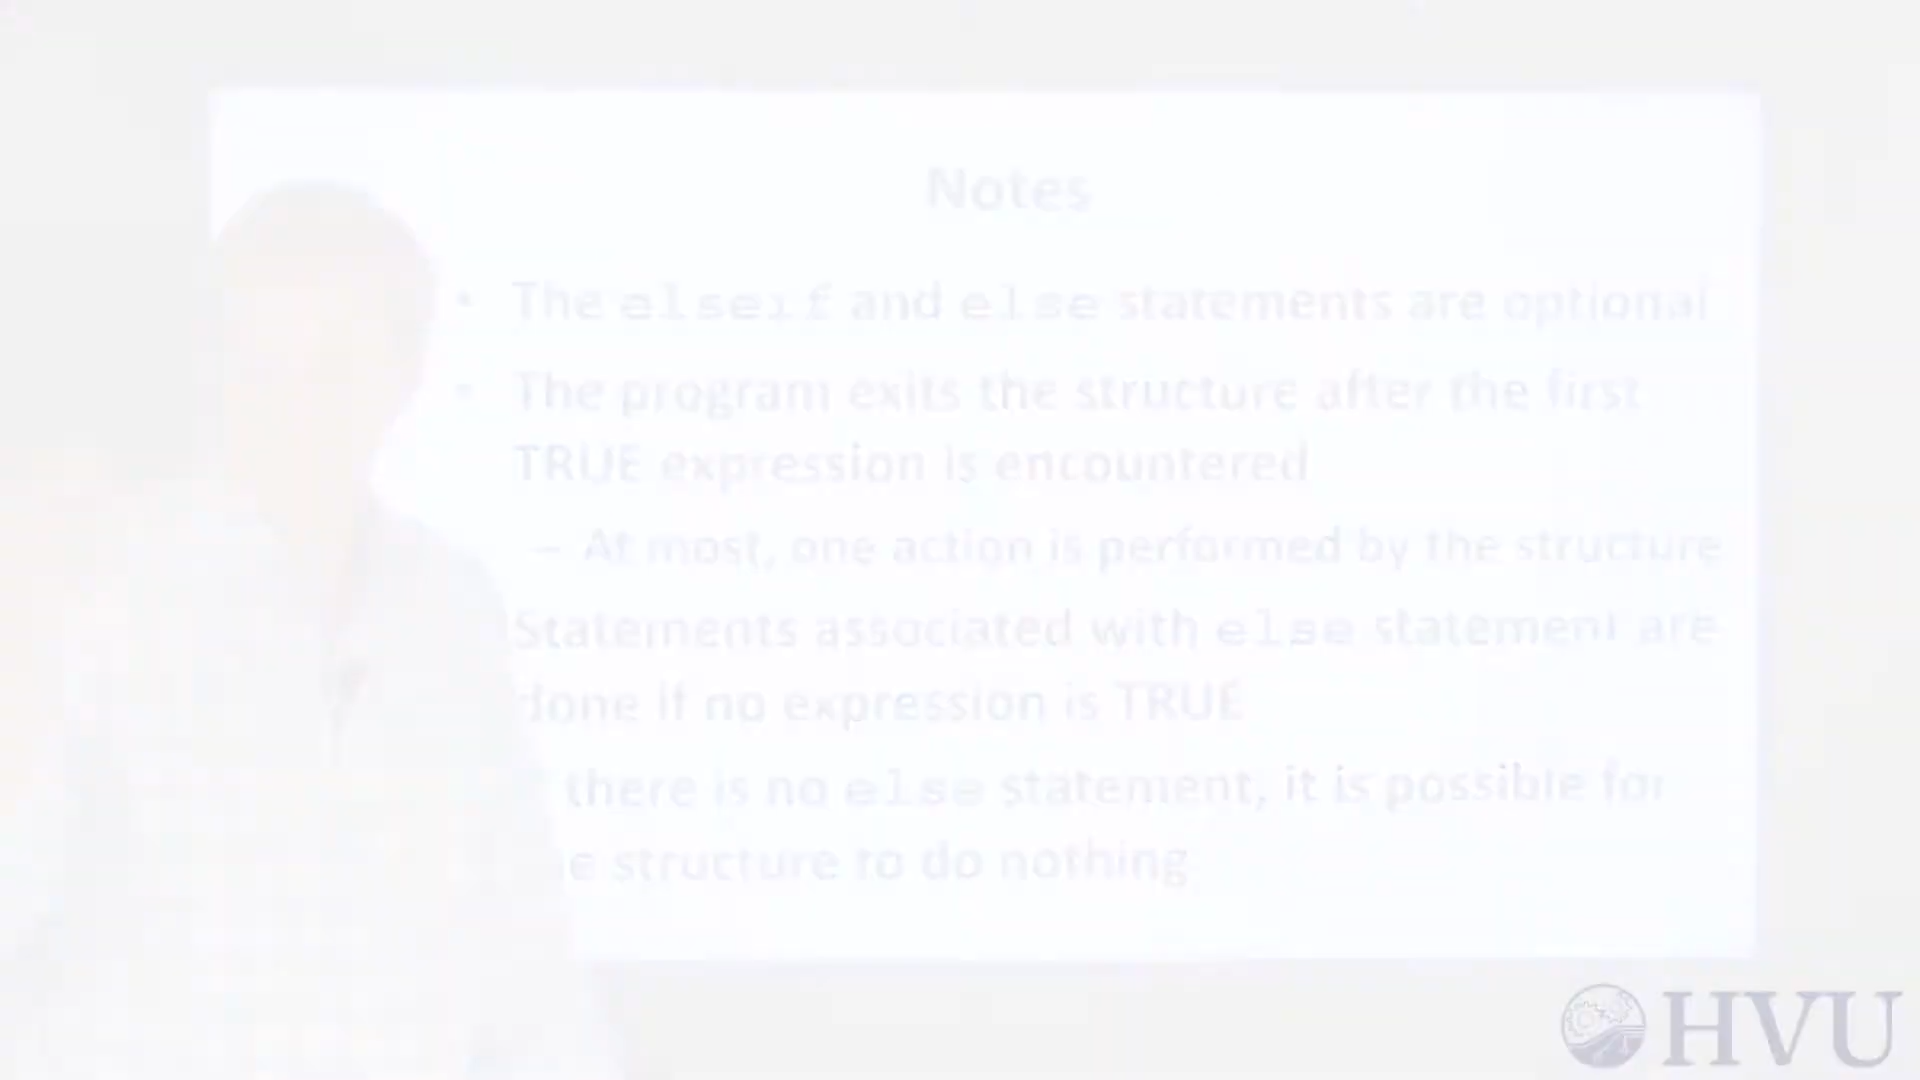 Notes
• The elseif and else statements are optional
• The program exits the structure after the first
TRUE expression is encountered
– At most, one action is performed by the structure
Statements associated with else statement are
done if no expression is TRUE
there is no else statement, it is possible for
e structure to do nothing
HVU